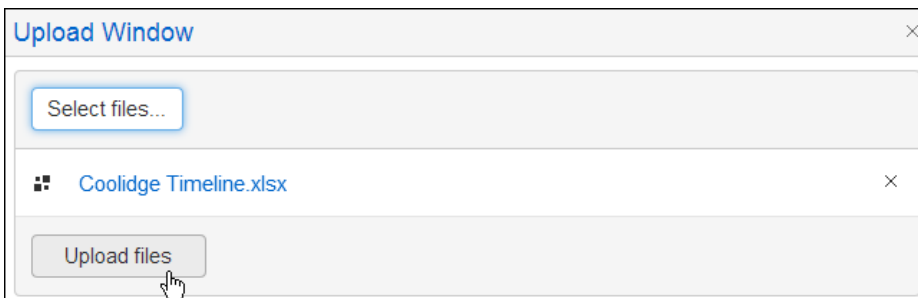 Upload Window
Select files...
Coolidge Timeline.xlsx
Upload files